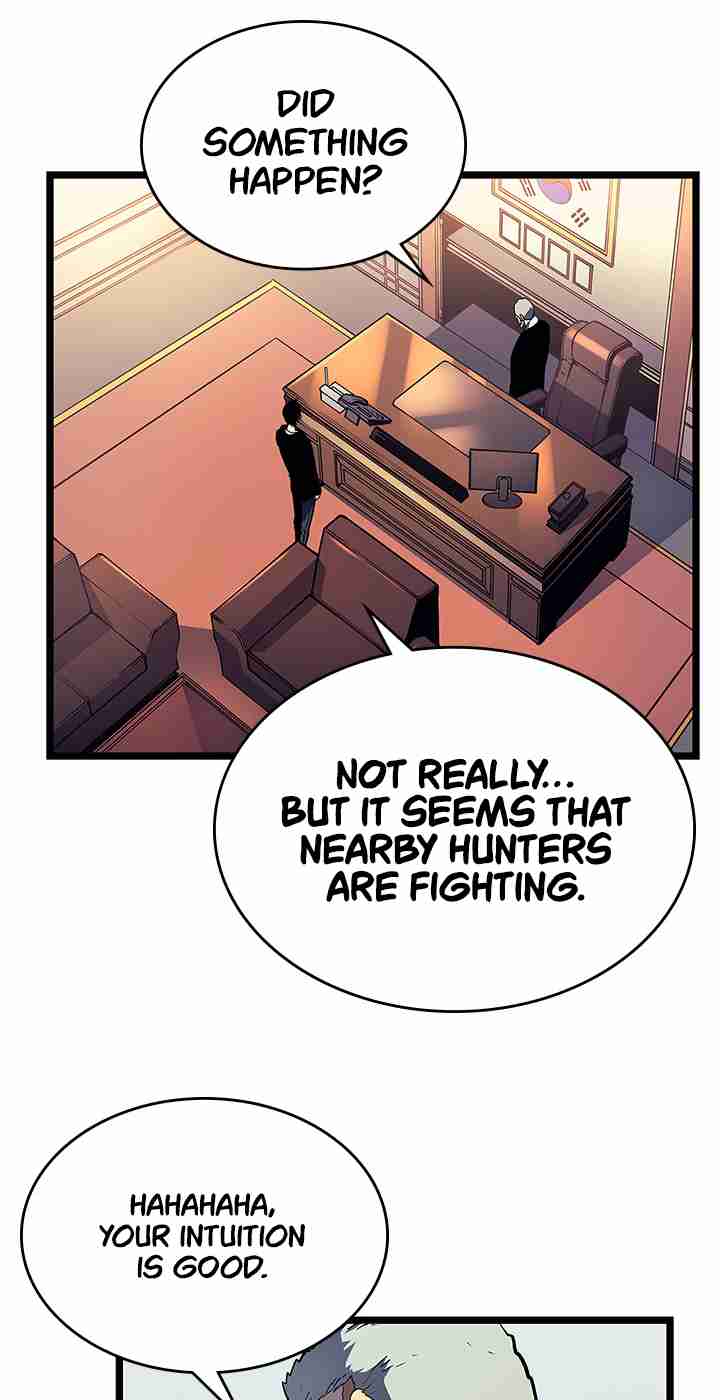 DID
SOMETHING
HAPPEN?
NOT REALLY...
BUT IT SEEMS THAT
NEARBY HUNTERS
ARE FIGHTING.
HAHAHAHA,
YOUR INTUITION
IS GOOD.